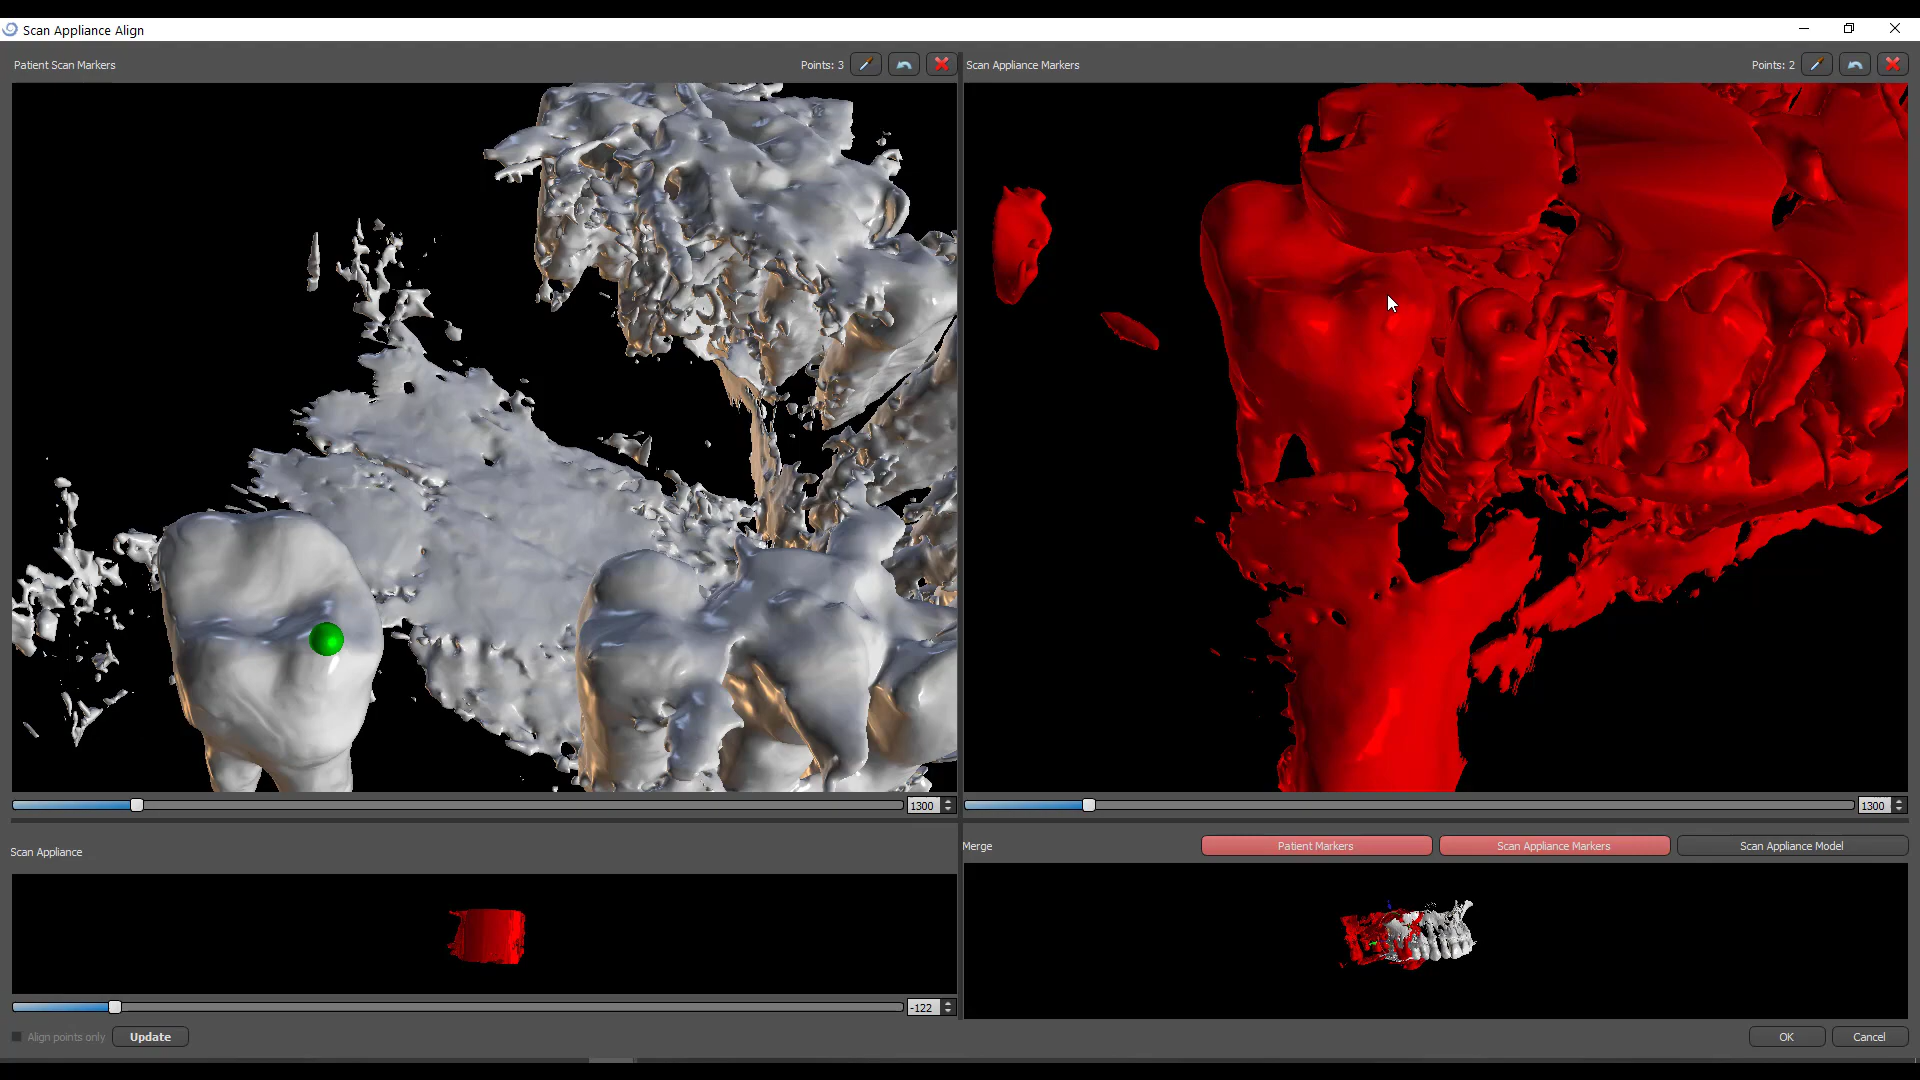 Scan Appliance Align
Patient Scan Markers
Points: 3
Scan Appliance Markers
Points: 2
1300
1300
Scan Appliance
Merge
Patient Markers
Scan Appliance Markers
Scan Appliance Model
-122
Align points only
Update
OK
Cancel